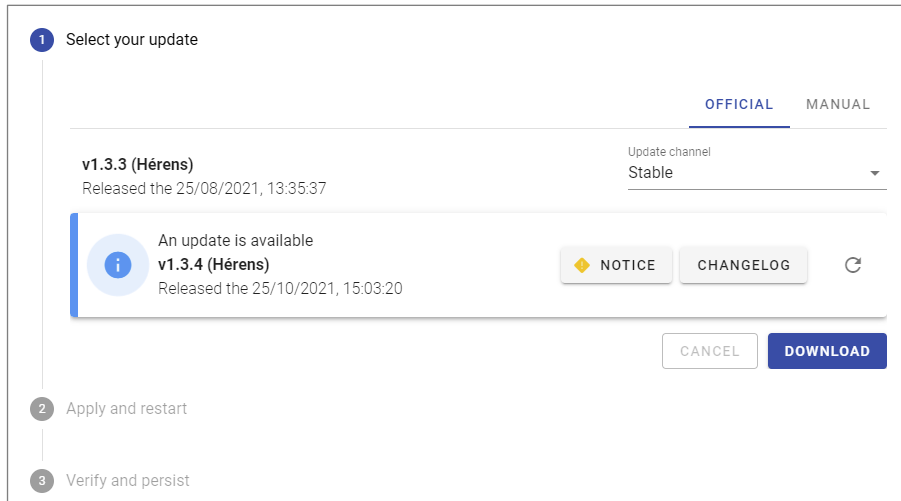 1 Select your update
OFFICIAL MANUAL
v1.3.3 (Hérens)
Released the 25/08/2021, 13:35:37
Update channel
Stable
An update is available
v1.3.4 (Hérens)
Released the 25/10/2021, 15:03:20
NOTICE CHANGELOG
CANCEL DOWNLOAD
2 Apply and restart
3 Verify and persist